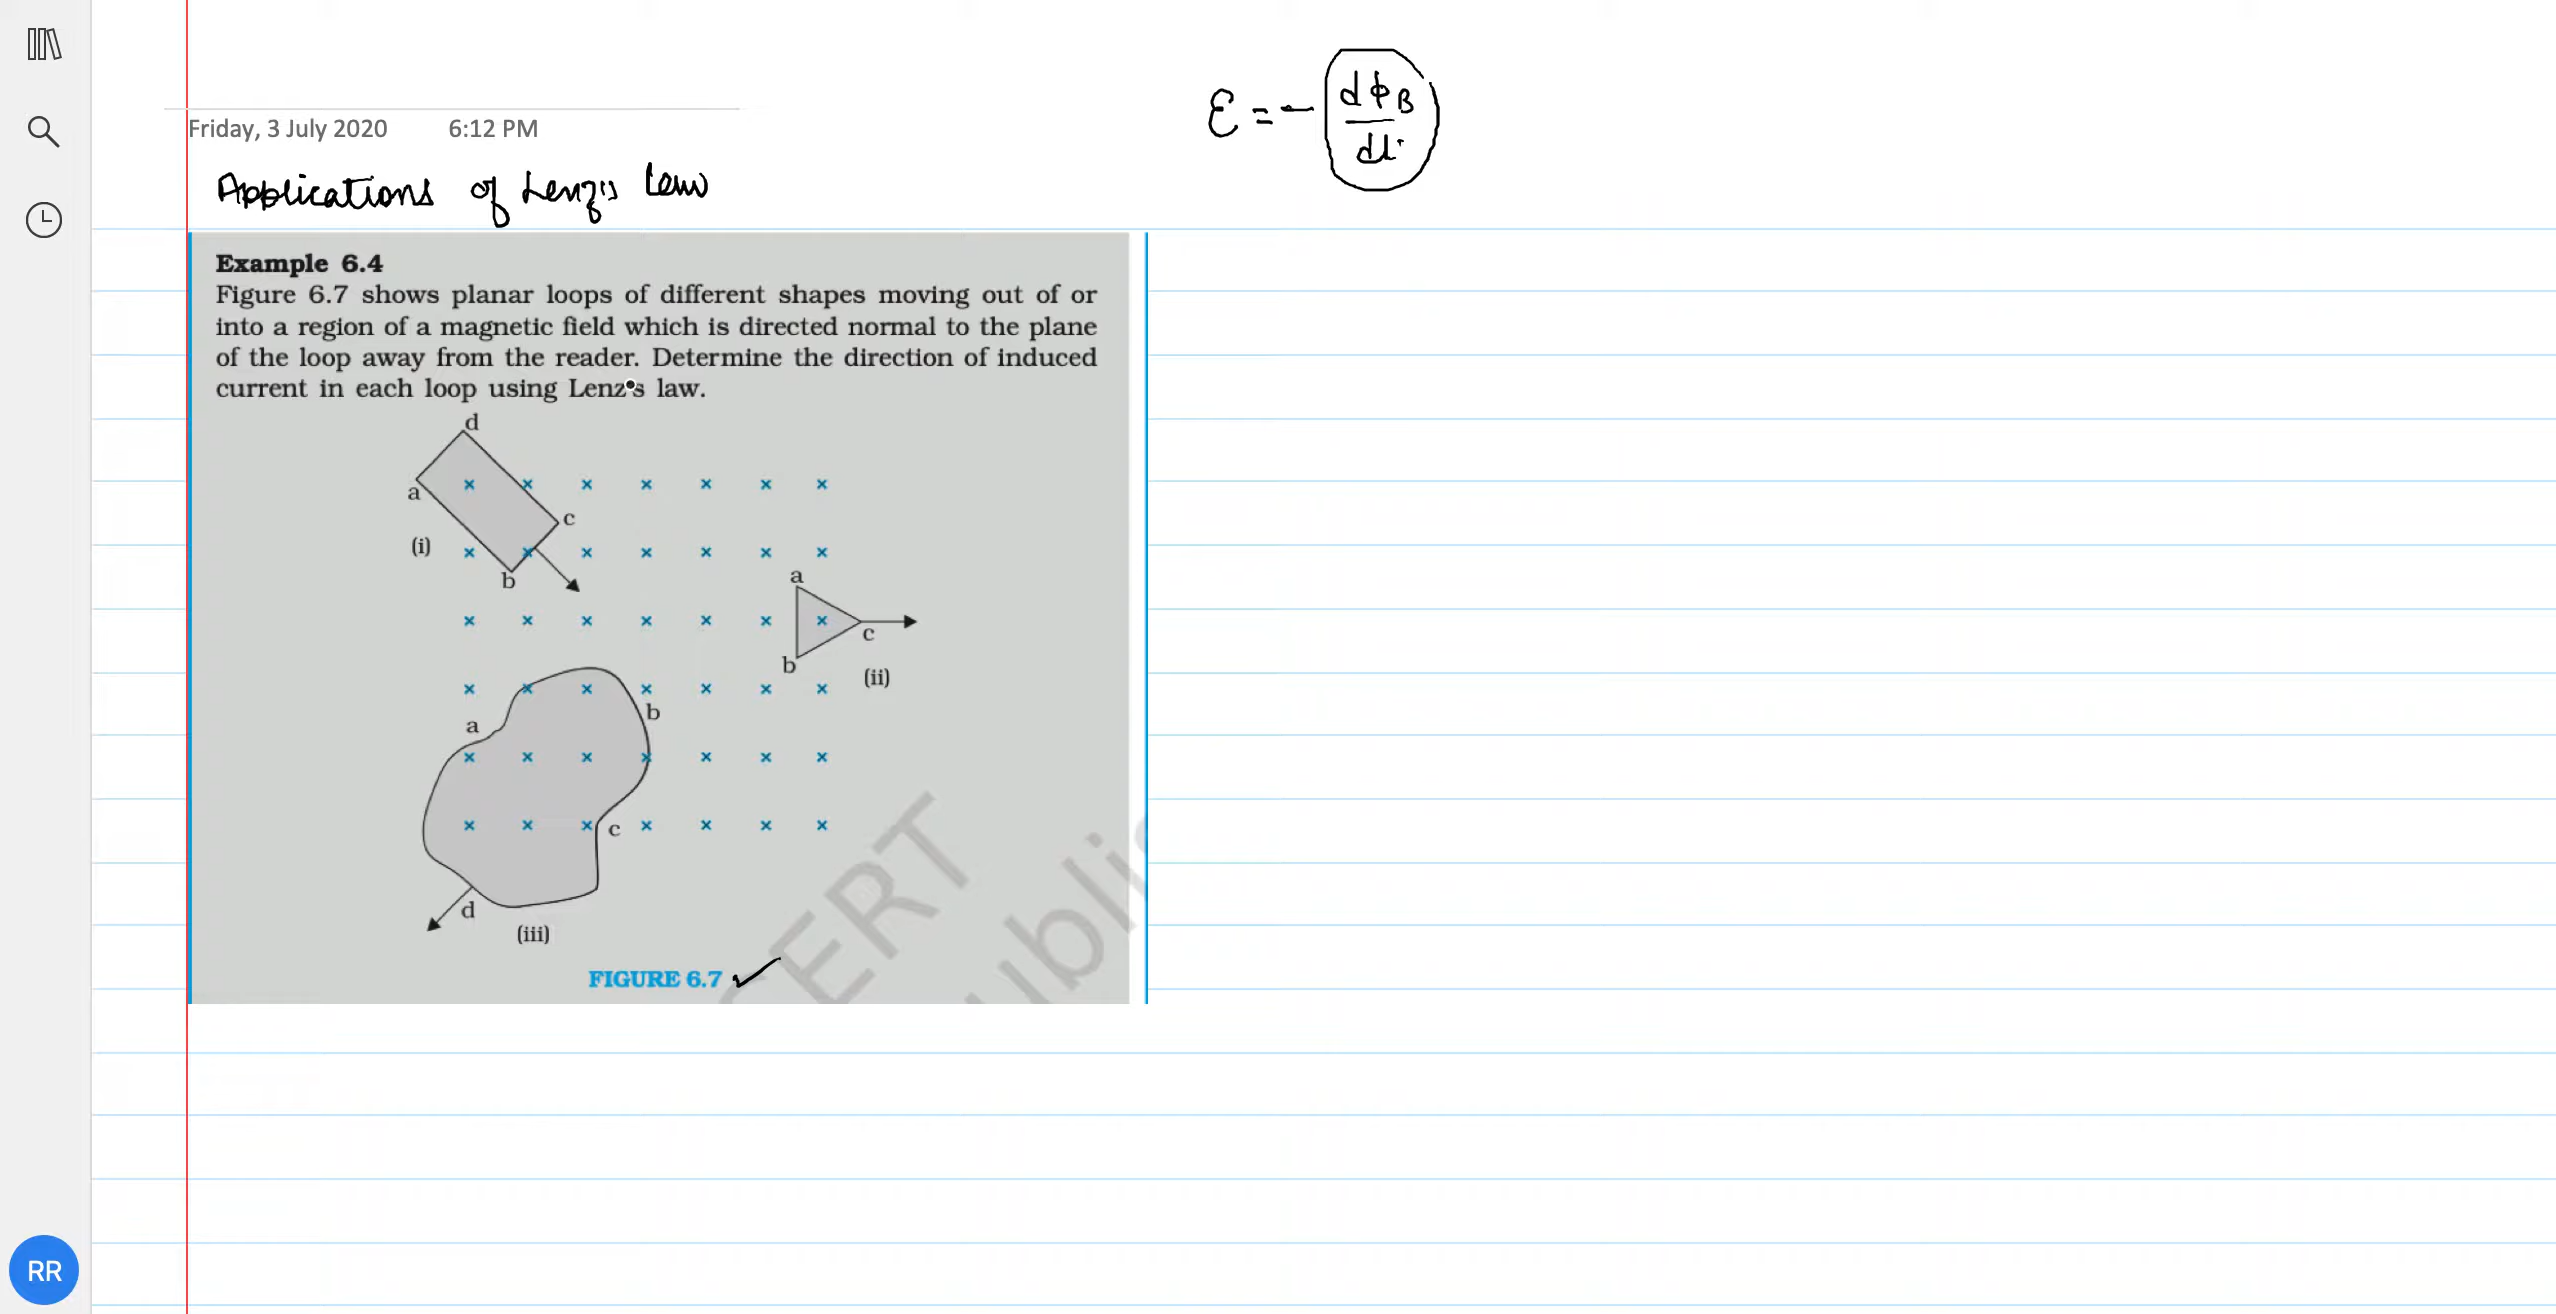 ε = - dϕB
dt
Friday, 3 July 2020 6:12 PM
Applications of Lenz's Law
Example 6.4
Figure 6.7 shows planar loops of different shapes moving out of or
into a region of a magnetic field which is directed normal to the plane
of the loop away from the reader. Determine the direction of induced
current in each loop using Lenz's law.
d
a
c
(i)
b
a
c
b
(ii)
a
b
c
d
(iii)
FIGURE 6.7
ERT
ublis
RR